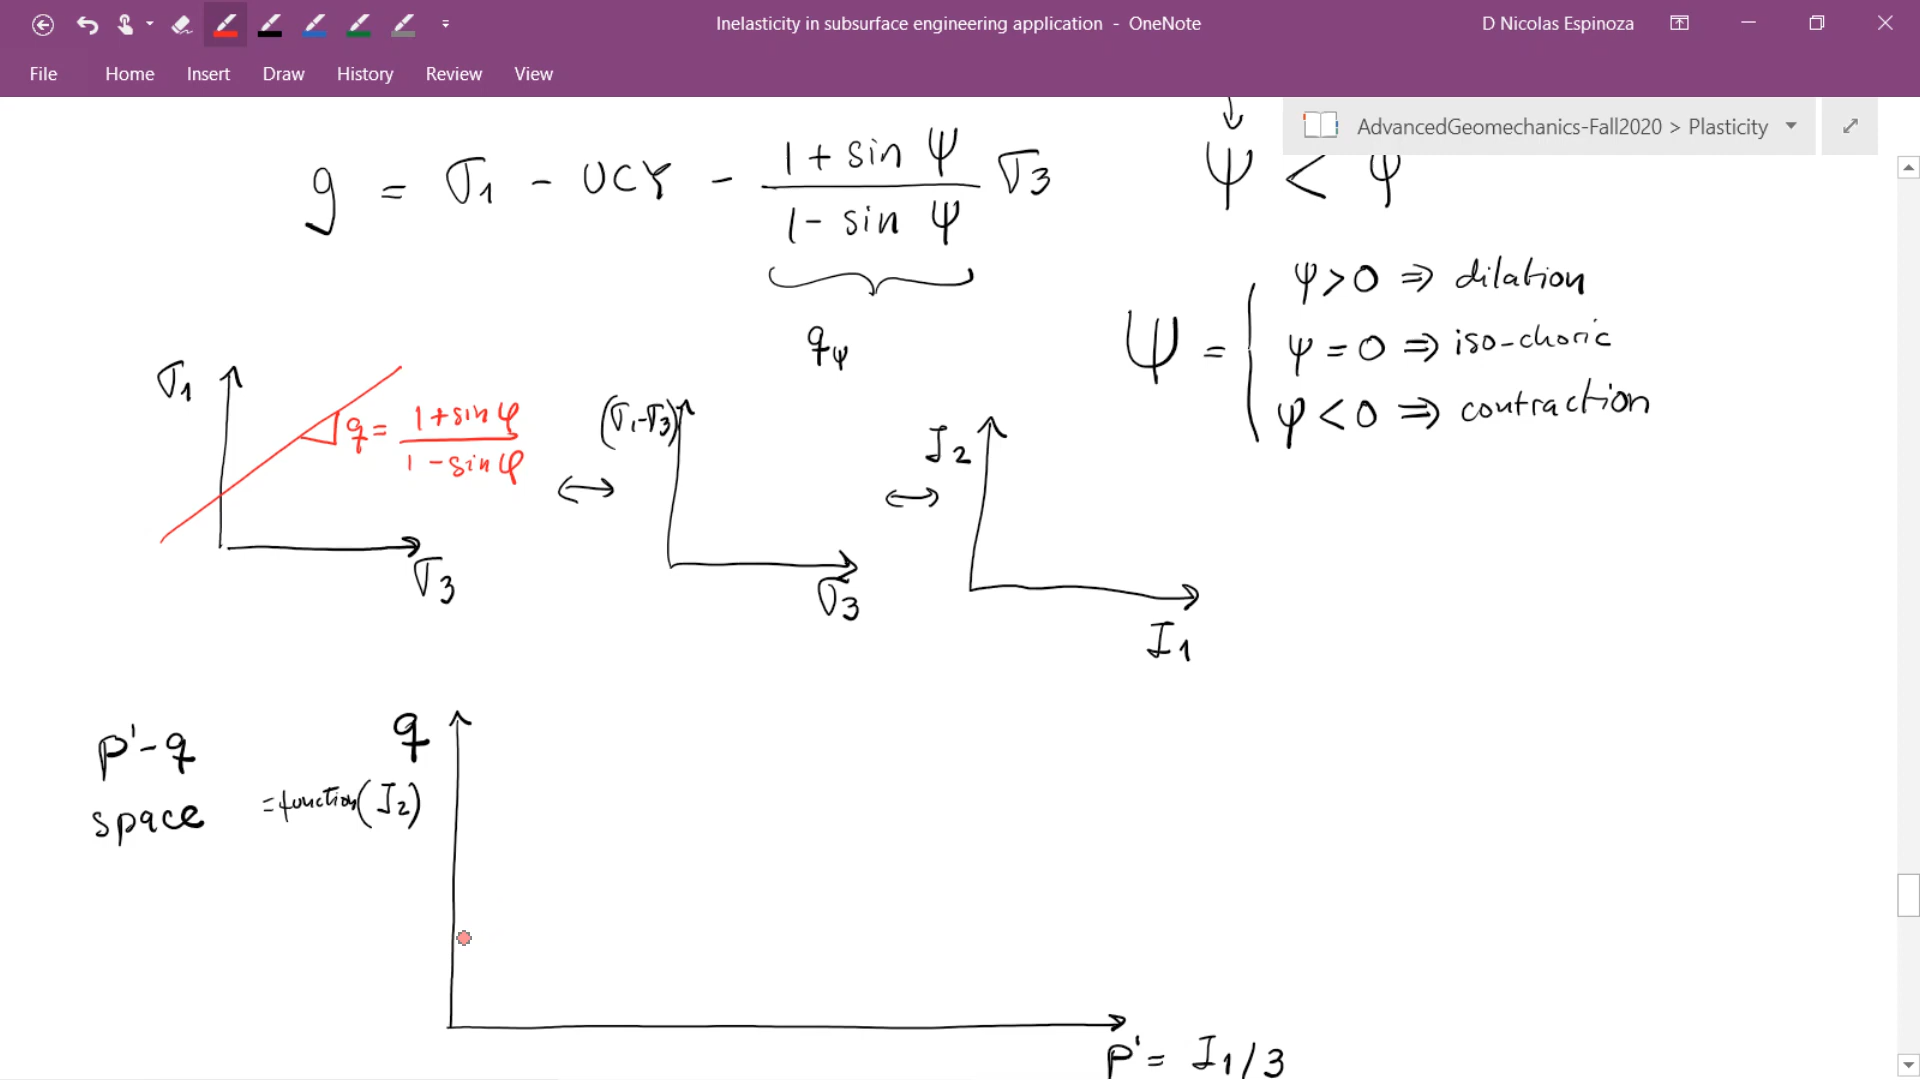 Inelasticity in subsurface engineering application - OneNote
D Nicolas Espinoza
File Home Insert Draw History Review View
AdvancedGeomechanics-Fall2020 > Plasticity
g = σ1 - UCY - (1 + sin ψ)/(1 - sin ψ) σ3
ψ < φ
qψ
ψ =
ψ > 0 ⇒ dilation
ψ = 0 ⇒ iso-choric
ψ < 0 ⇒ contraction
σ1
q = (1 + sin φ)/(1 - sin φ)
σ3
↔
(σ1-σ3)
σ3
↔
J2
I1
p'-q
space
q
=function(J2)
p' = I1/3